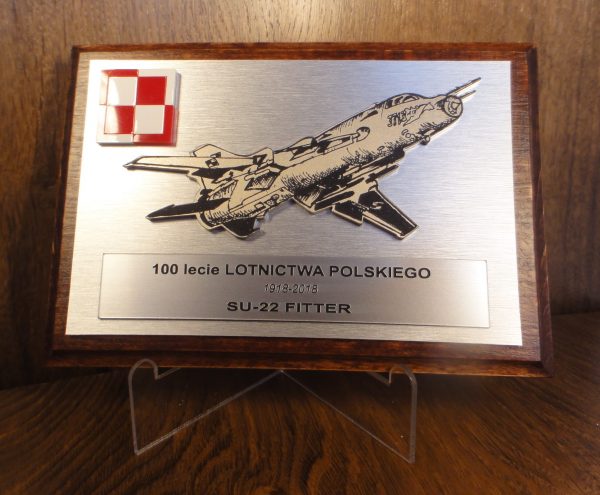 100 lecie LOTNICTWA POLSKIEGO
1918-2018
SU-22 FITTER